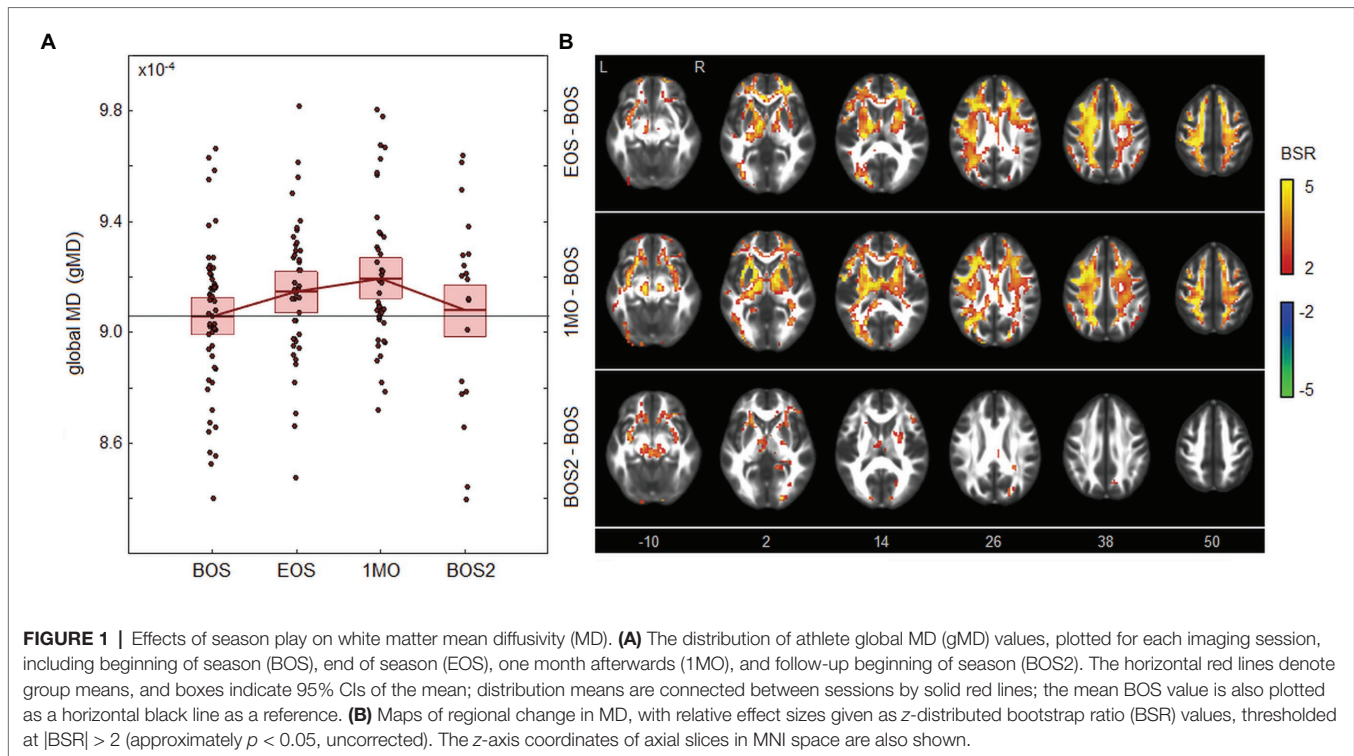 A
x10⁻⁴
global MD (gMD)
9.8
9.4
9.0
8.6
BOS EOS 1MO BOS2
B
L R
EOS - BOS
1MO - BOS
BOS2 - BOS
-10 2 14 26 38 50
BSR
5
2
-2
-5
FIGURE 1 | Effects of season play on white matter mean diffusivity (MD). (A) The distribution of athlete global MD (gMD) values, plotted for each imaging session,
including beginning of season (BOS), end of season (EOS), one month afterwards (1MO), and follow-up beginning of season (BOS2). The horizontal red lines denote
group means, and boxes indicate 95% CIs of the mean; distribution means are connected between sessions by solid red lines; the mean BOS value is also plotted
as a horizontal black line as a reference. (B) Maps of regional change in MD, with relative effect sizes given as z-distributed bootstrap ratio (BSR) values, thresholded
at |BSR| > 2 (approximately p < 0.05, uncorrected). The z-axis coordinates of axial slices in MNI space are also shown.